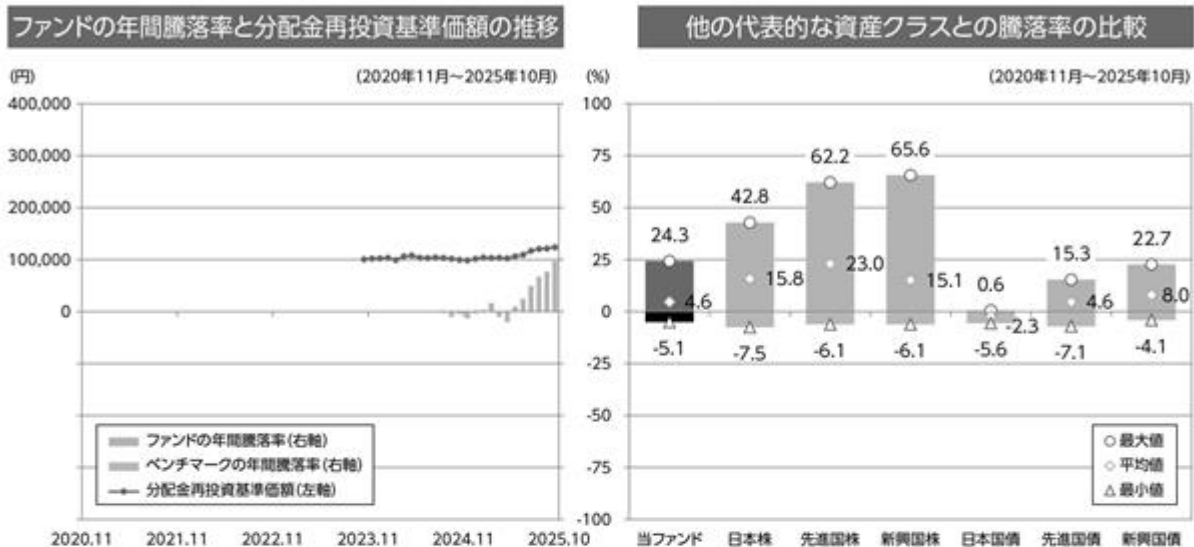 ファンドの年間騰落率と分配金再投資基準価額の推移
(円)
(2020年11月～2025年10月)
400,000
300,000
200,000
100,000
0
ファンドの年間騰落率(右軸)
ベンチマークの年間騰落率(右軸)
分配金再投資基準価額(左軸)
2020.11 2021.11 2022.11 2023.11 2024.11 2025.10
他の代表的な資産クラスとの騰落率の比較
(%)
(2020年11月～2025年10月)
100
75
50
25
0
-25
-50
-75
-100
24.3 42.8 62.2 65.6 0.6 15.3 22.7
4.6 15.8 23.0 15.1 -2.3 4.6 8.0
-5.1 -7.5 -6.1 -6.1 -5.6 -7.1 -4.1
最大値
平均値
最小値
当ファンド 日本株 先進国株 新興国株 日本国債 先進国債 新興国債